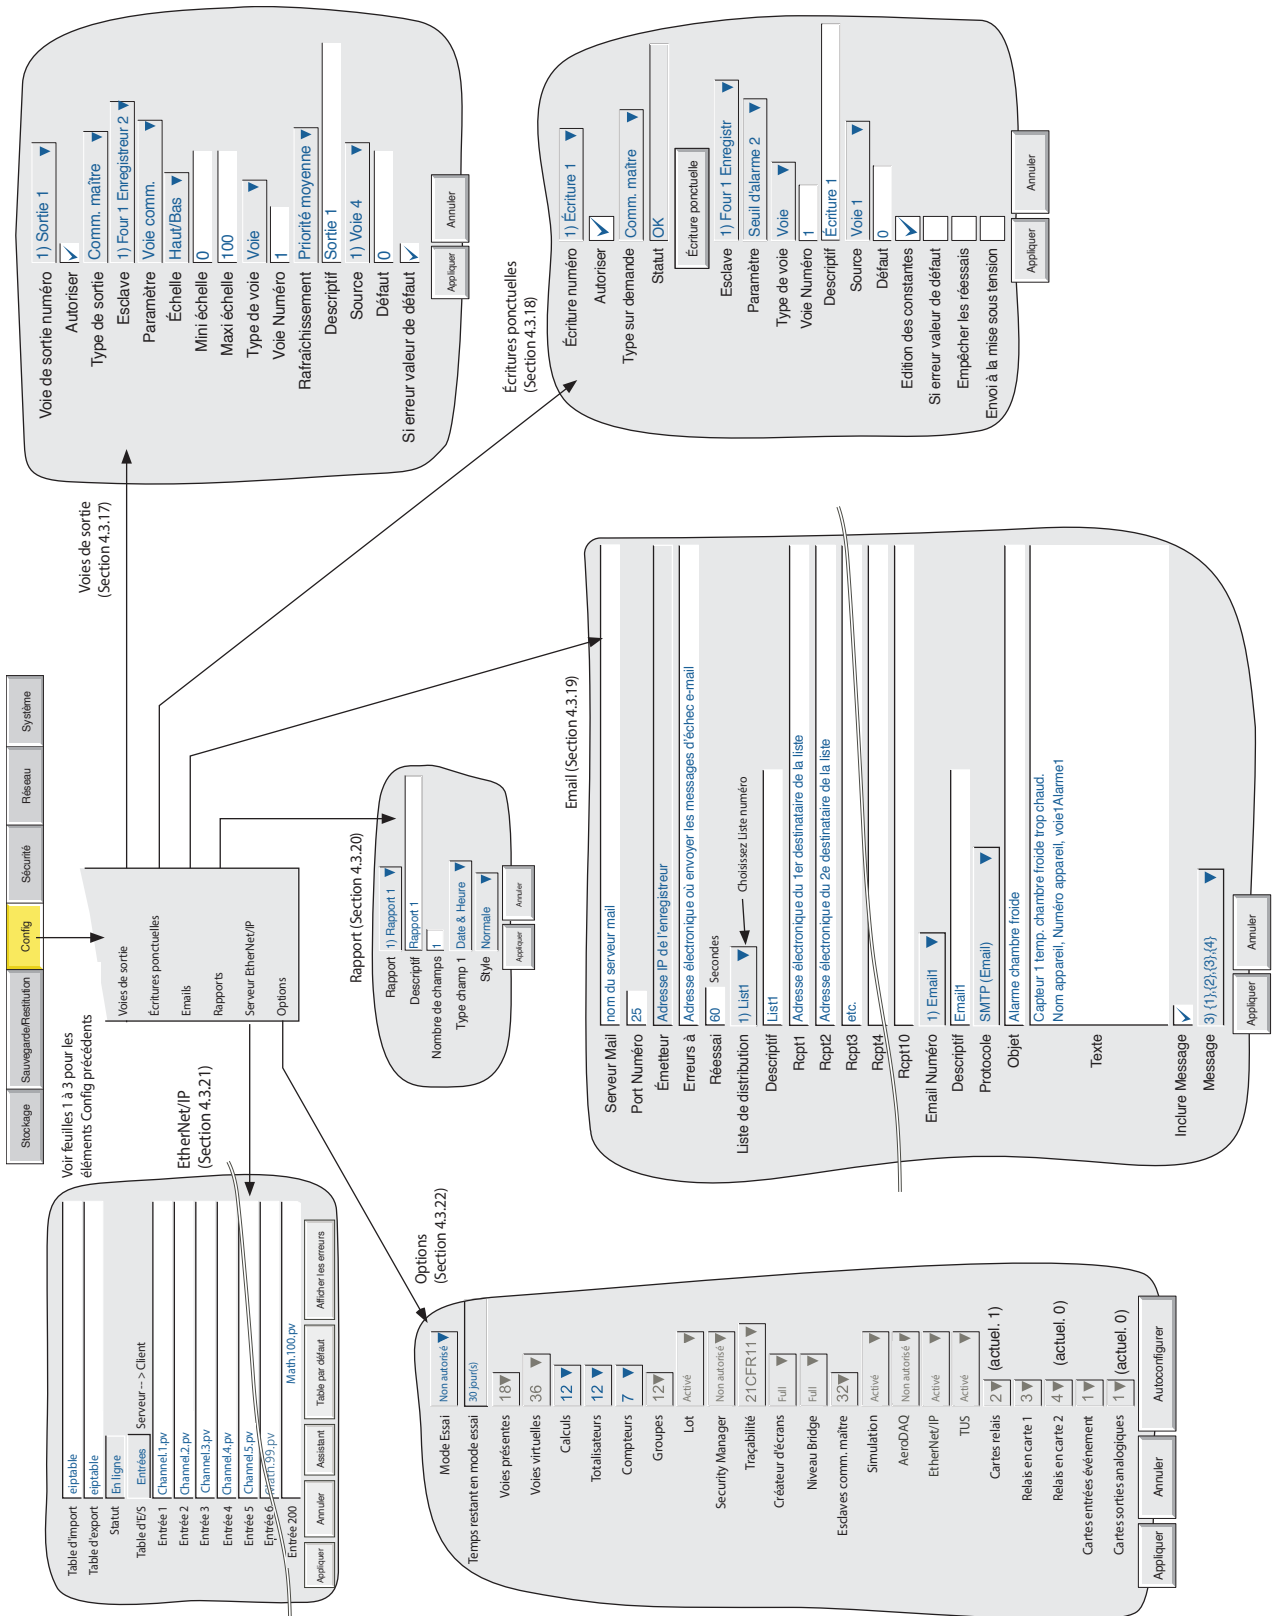 Stockage
Sauvegarde/Restitution
Config
Sécurité
Réseau
Système
Voir feuilles 1 à 3 pour les
éléments Config précédents
Voies de sortie
Écritures ponctuelles
Emails
Rapports
Serveur EtherNet/IP
Options
Voies de sortie
(Section 4.3.17)
Voie de sortie numéro 1) Sortie 1
Autoriser
Type de sortie Comm. maître
Esclave 1) Four 1 Enregistreur 2
Paramètre Voie comm.
Échelle Haut/Bas
Mini échelle 0
Maxi échelle 100
Type de voie Voie
Voie Numéro 1
Rafraîchissement Priorité moyenne
Descriptif Sortie 1
Source 1) Voie 4
Défaut 0
Si erreur valeur de défaut
Appliquer Annuler
Écritures ponctuelles
(Section 4.3.18)
Écriture numéro 1) Écriture 1
Autoriser
Type sur demande Comm. maître
Statut OK
Écriture ponctuelle
Esclave 1) Four 1 Enregistr
Paramètre Seuil d'alarme 2
Type de voie Voie
Voie Numéro 1
Descriptif Écriture 1
Source Voie 1
Défaut 0
Edition des constantes
Si erreur valeur de défaut
Empêcher les réessais
Envoi à la mise sous tension
Appliquer Annuler
Rapport (Section 4.3.20)
Rapport 1) Rapport 1
Descriptif Rapport 1
Nombre de champs 1
Type champ 1 Date & Heure
Style Normale
Appliquer Annuler
Email (Section 4.3.19)
Serveur Mail nom du serveur mail
Port Numéro 25
Émetteur Adresse IP de l'enregistreur
Erreurs à Adresse électronique où envoyer les messages d'échec e-mail
Réessai 60 Secondes
Liste de distribution 1) List1 Choisissez Liste numéro
Descriptif List1
Rcpt1 Adresse électronique du 1er destinataire de la liste
Rcpt2 Adresse électronique du 2e destinataire de la liste
Rcpt3 etc.
Rcpt4
Rcpt10
Email Numéro 1) Email1
Descriptif Email1
Protocole SMTP (Email)
Objet Alarme chambre froide
Texte Capteur 1 temp. chambre froide trop chaud.
Nom appareil, Numéro appareil, voie1Alarme1
Inclure Message
Message 3) {1},{2},{3},{4}
Appliquer Annuler
EtherNet/IP
(Section 4.3.21)
Table d'import eiptable
Table d'export eiptable
Statut En ligne
Table d'E/S Entrées Serveur -- > Client
Entrée 1 Channel.1.pv
Entrée 2 Channel.2.pv
Entrée 3 Channel.3.pv
Entrée 4 Channel.4.pv
Entrée 5 Channel.5.pv
Entrée 6 Math.99.pv
Entrée 200 Math.100.pv
Appliquer Annuler Assistant Table par défaut Afficher les erreurs
Options
(Section 4.3.22)
Mode Essai Non autorisé
Temps restant en mode essai 30 jour(s)
Voies présentes 18
Voies virtuelles 36
Calculs 12
Totalisateurs 12
Compteurs 7
Groupes 12
Lot Activé
Security Manager Non autorisé
Traçabilité 21CFR11
Créateur d'écrans Full
Niveau Bridge Full
Esclaves comm. maître 32
Simulation Activé
AeroDAQ Non autorisé
EtherNet/IP Activé
TUS Activé
Cartes relais 2 (actuel. 1)
Relais en carte 1 3
Relais en carte 2 4 (actuel. 0)
Cartes entrées événement 1
Cartes sorties analogiques 1 (actuel. 0)
Appliquer Annuler Autoconfigurer